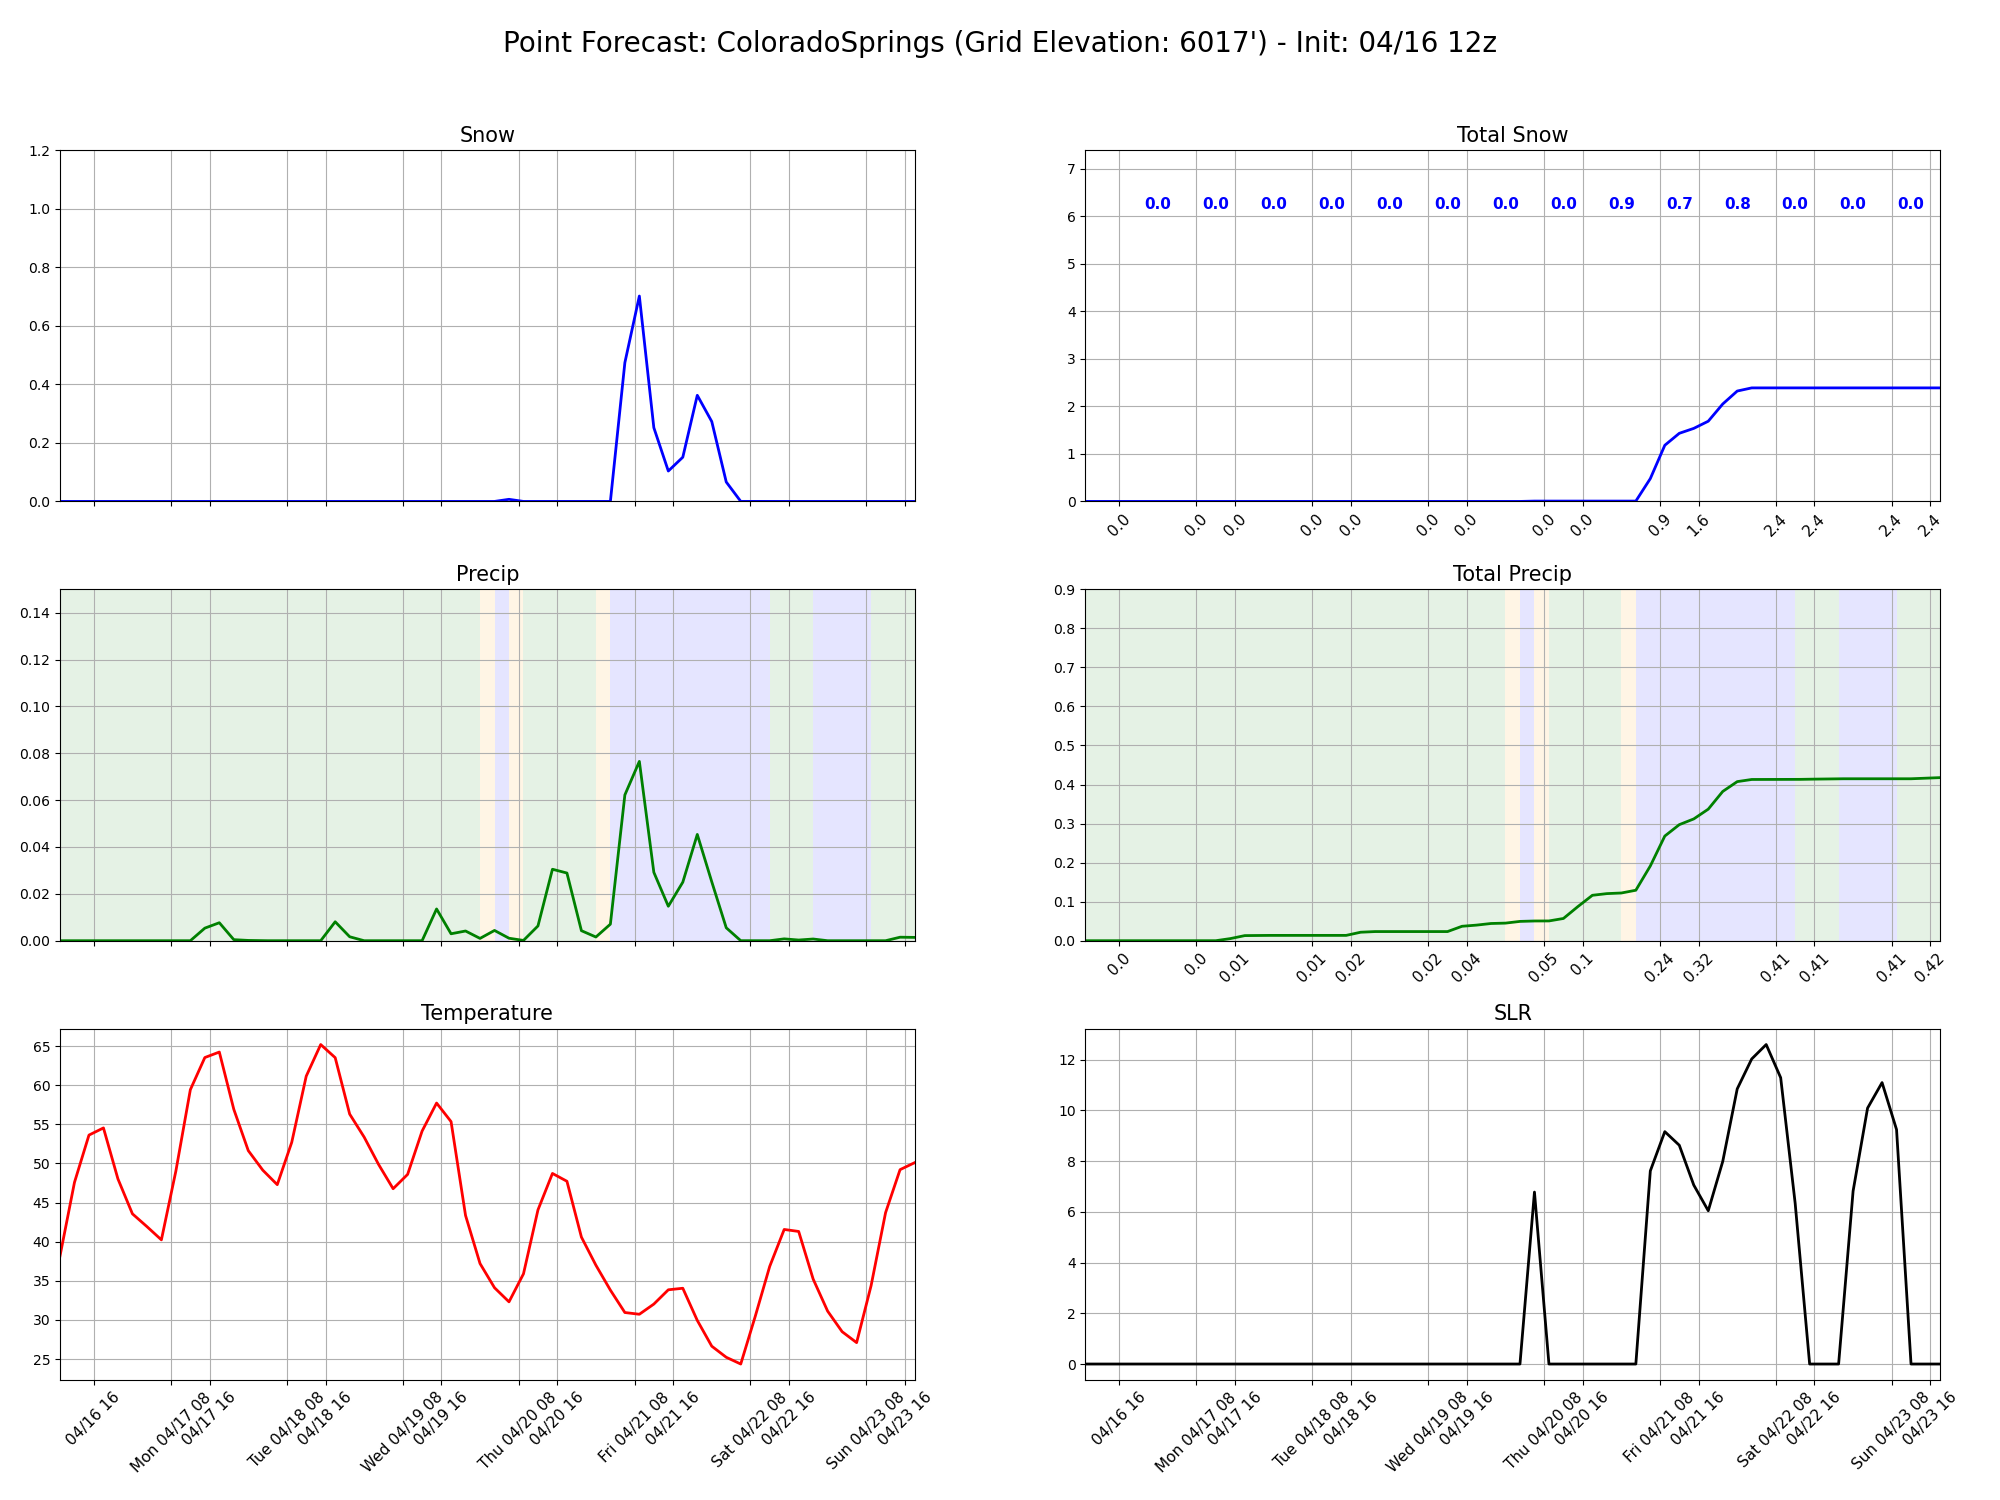 Point Forecast: ColoradoSprings (Grid Elevation: 6017') - Init: 04/16 12z
Snow
1.2
1.0
0.8
0.6
0.4
0.2
0.0
Total Snow
7
6
5
4
3
2
1
0
0.0 0.0 0.0 0.0 0.0 0.0 0.0 0.0 0.9 0.7 0.8 0.0 0.0 0.0
0.0 0.0 0.0 0.0 0.0 0.0 0.0 0.0 0.0 0.9 1.6 2.4 2.4 2.4 2.4
Precip
0.14
0.12
0.10
0.08
0.06
0.04
0.02
0.00
Total Precip
0.9
0.8
0.7
0.6
0.5
0.4
0.3
0.2
0.1
0.0
0.0 0.0 0.01 0.01 0.02 0.02 0.04 0.05 0.1 0.24 0.32 0.41 0.41 0.41 0.42
Temperature
65
60
55
50
45
40
35
30
25
04/16 16
Mon 04/17 08
04/17 16
Tue 04/18 08
04/18 16
Wed 04/19 08
04/19 16
Thu 04/20 08
04/20 16
Fri 04/21 08
04/21 16
Sat 04/22 08
04/22 16
Sun 04/23 08
04/23 16
SLR
12
10
8
6
4
2
0
04/16 16
Mon 04/17 08
04/17 16
Tue 04/18 08
04/18 16
Wed 04/19 08
04/19 16
Thu 04/20 08
04/20 16
Fri 04/21 08
04/21 16
Sat 04/22 08
04/22 16
Sun 04/23 08
04/23 16